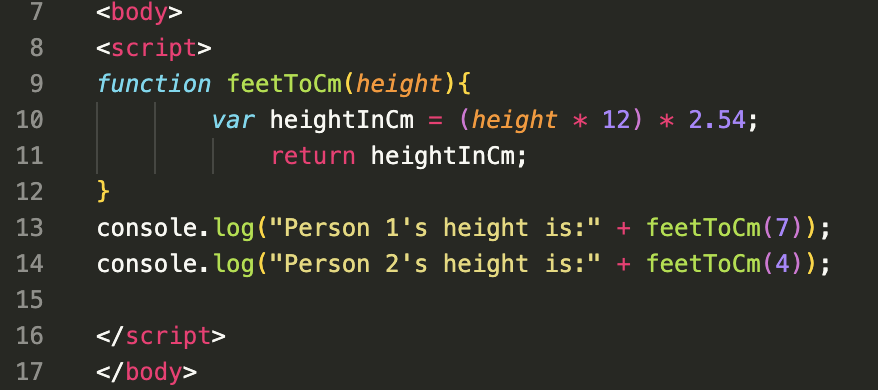 7 <body>
8 <script>
9 function feetToCm(height){
10 var heightInCm = (height * 12) * 2.54;
11 return heightInCm;
12 }
13 console.log("Person 1's height is:" + feetToCm(7));
14 console.log("Person 2's height is:" + feetToCm(4));
15
16 </script>
17 </body>